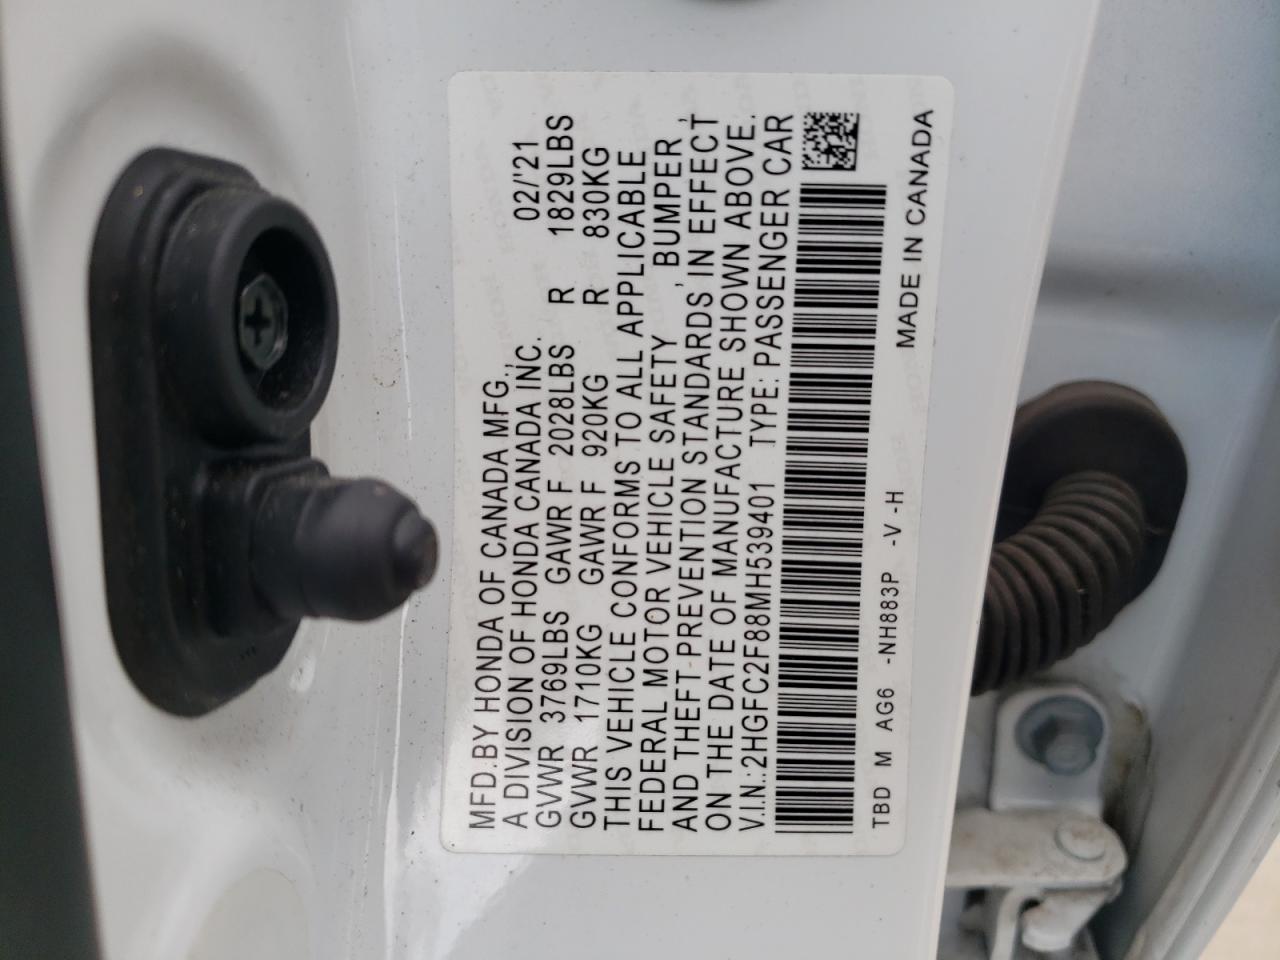 MFD. BY HONDA OF CANADA MFG.,
A DIVISION OF HONDA CANADA INC. 02/'21
GVWR 3769LBS GAWR F 2028LBS R 1829LBS
GVWR 1710KG GAWR F 920KG R 830KG
THIS VEHICLE CONFORMS TO ALL APPLICABLE
FEDERAL MOTOR VEHICLE SAFETY, BUMPER,
AND THEFT-PREVENTION STANDARDS, IN EFFECT
ON THE DATE OF MANUFACTURE SHOWN ABOVE.
V.I.N.: 2HGFC2F88MH539401 TYPE: PASSENGER CAR
TBD M AG6 -NH883P -V -H
MADE IN CANADA